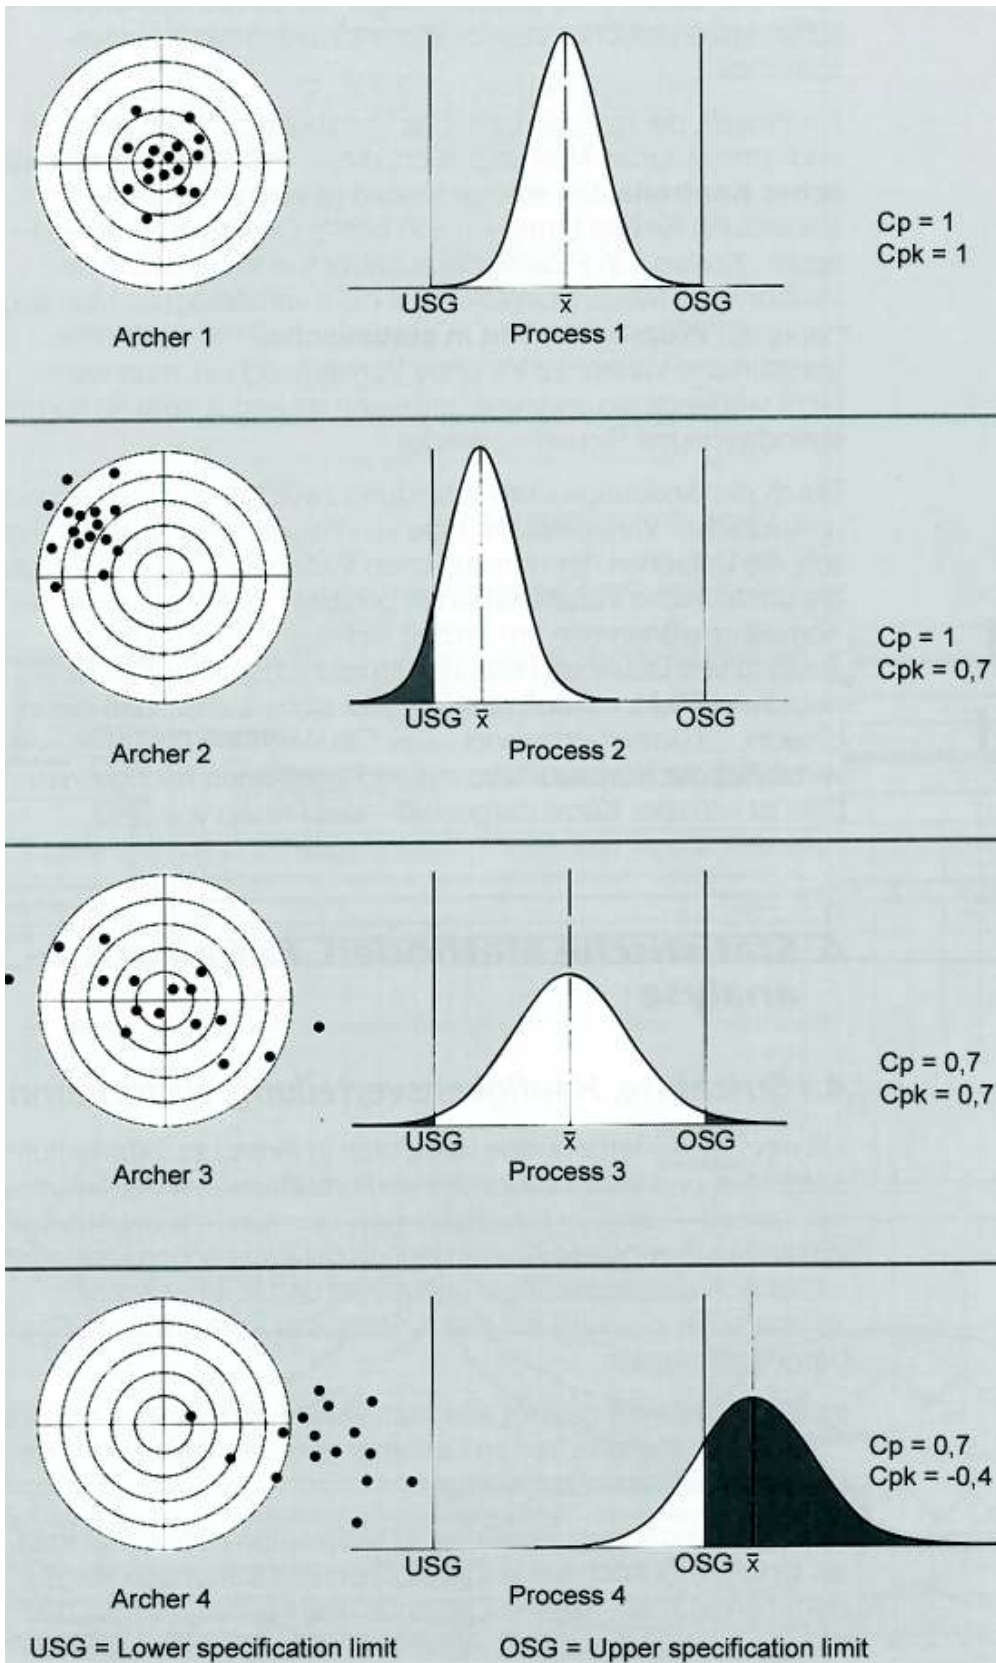 Cp = 1
Cpk = 1
USG x̄ OSG
Archer 1 Process 1
Cp = 1
Cpk = 0,7
USG x̄ OSG
Archer 2 Process 2
Cp = 0,7
Cpk = 0,7
USG x̄ OSG
Archer 3 Process 3
Cp = 0,7
Cpk = -0,4
USG OSG x̄
Archer 4 Process 4
USG = Lower specification limit OSG = Upper specification limit